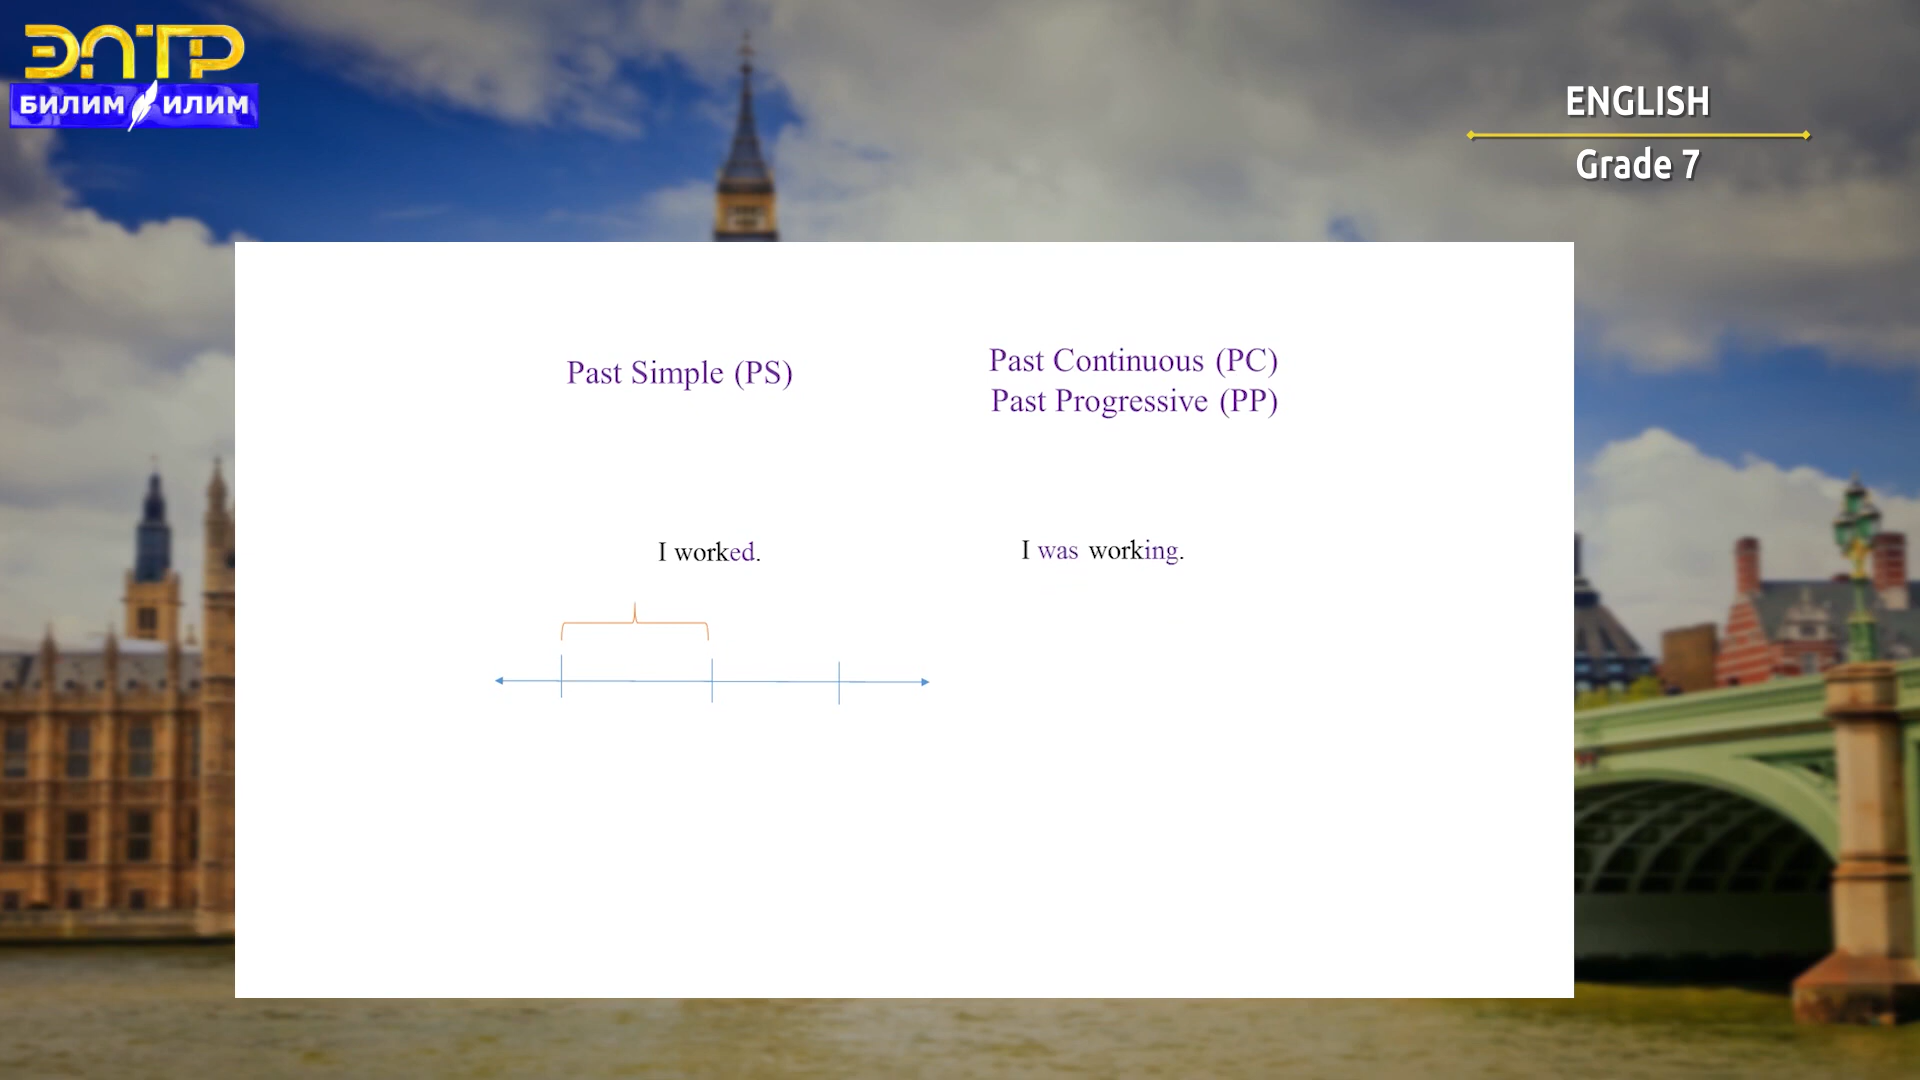 ЭЛТР
БИЛИМ ИЛИМ
ENGLISH
Grade 7
Past Simple (PS)
Past Continuous (PC)
Past Progressive (PP)
I worked.
I was working.